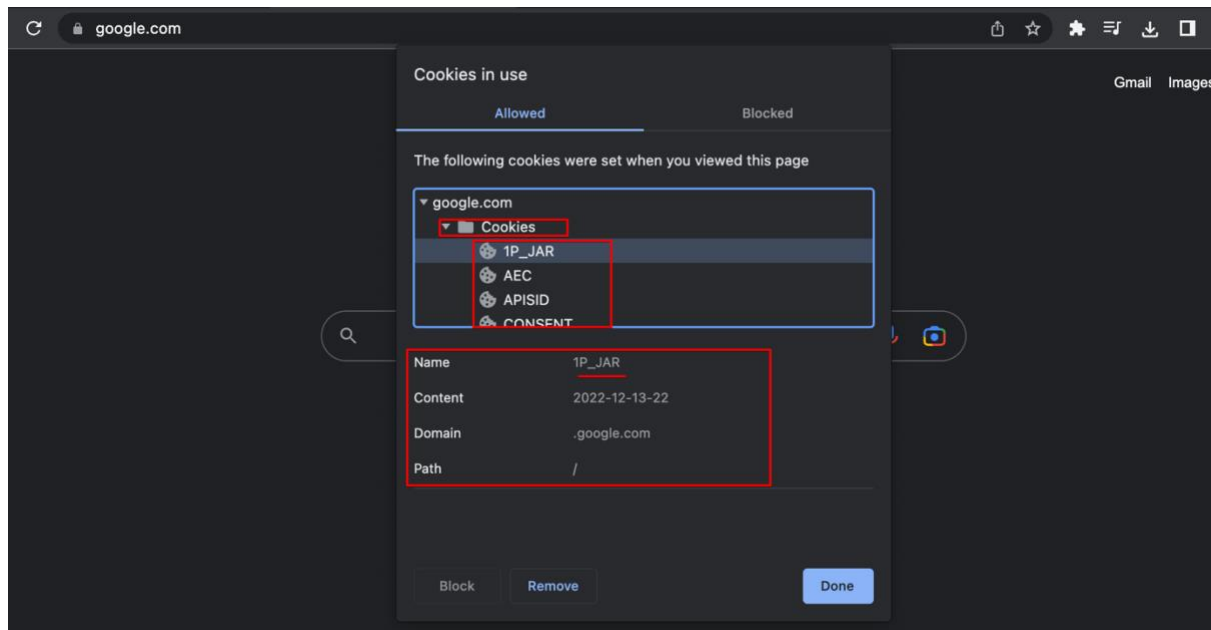 google.com
Gmail Images
Cookies in use
Allowed Blocked
The following cookies were set when you viewed this page
google.com
Cookies
1P_JAR
AEC
APISID
CONSENT
Name 1P_JAR
Content 2022-12-13-22
Domain .google.com
Path /
Block Remove Done